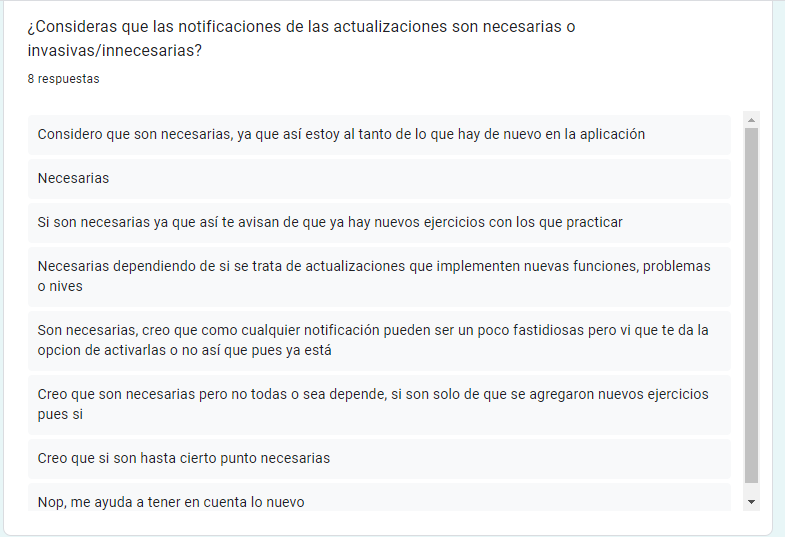 ¿Consideras que las notificaciones de las actualizaciones son necesarias o
invasivas/innecesarias?
8 respuestas
Considero que son necesarias, ya que así estoy al tanto de lo que hay de nuevo en la aplicación
Necesarias
Si son necesarias ya que así te avisan de que ya hay nuevos ejercicios con los que practicar
Necesarias dependiendo de si se trata de actualizaciones que implementen nuevas funciones, problemas
o nives
Son necesarias, creo que como cualquier notificación pueden ser un poco fastidiosas pero vi que te da la
opcion de activarlas o no así que pues ya está
Creo que son necesarias pero no todas o sea depende, si son solo de que se agregaron nuevos ejercicios
pues si
Creo que si son hasta cierto punto necesarias
Nop, me ayuda a tener en cuenta lo nuevo